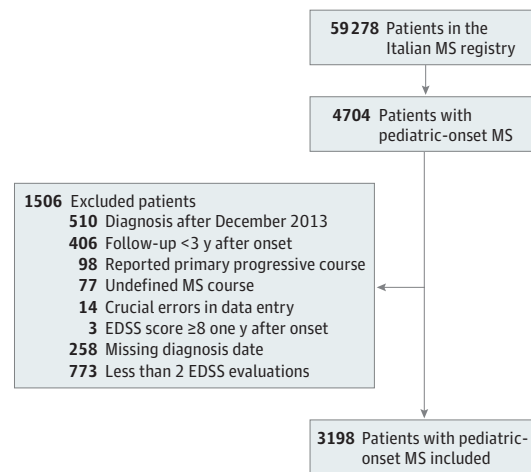 59278 Patients in the
Italian MS registry
4704 Patients with
pediatric-onset MS
1506 Excluded patients
510 Diagnosis after December 2013
406 Follow-up <3 y after onset
98 Reported primary progressive course
77 Undefined MS course
14 Crucial errors in data entry
3 EDSS score ≥8 one y after onset
258 Missing diagnosis date
773 Less than 2 EDSS evaluations
3198 Patients with pediatric-
onset MS included